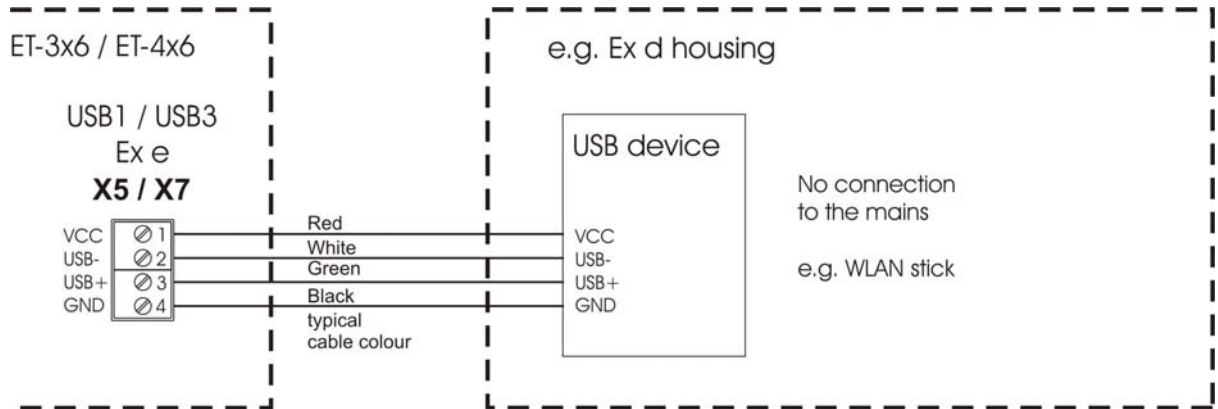 ET-3x6 / ET-4x6
USB1 / USB3
Ex e
X5 / X7
VCC 1
USB- 2
USB+ 3
GND 4
Red
White
Green
Black
typical
cable colour
e.g. Ex d housing
USB device
VCC
USB-
USB+
GND
No connection
to the mains
e.g. WLAN stick